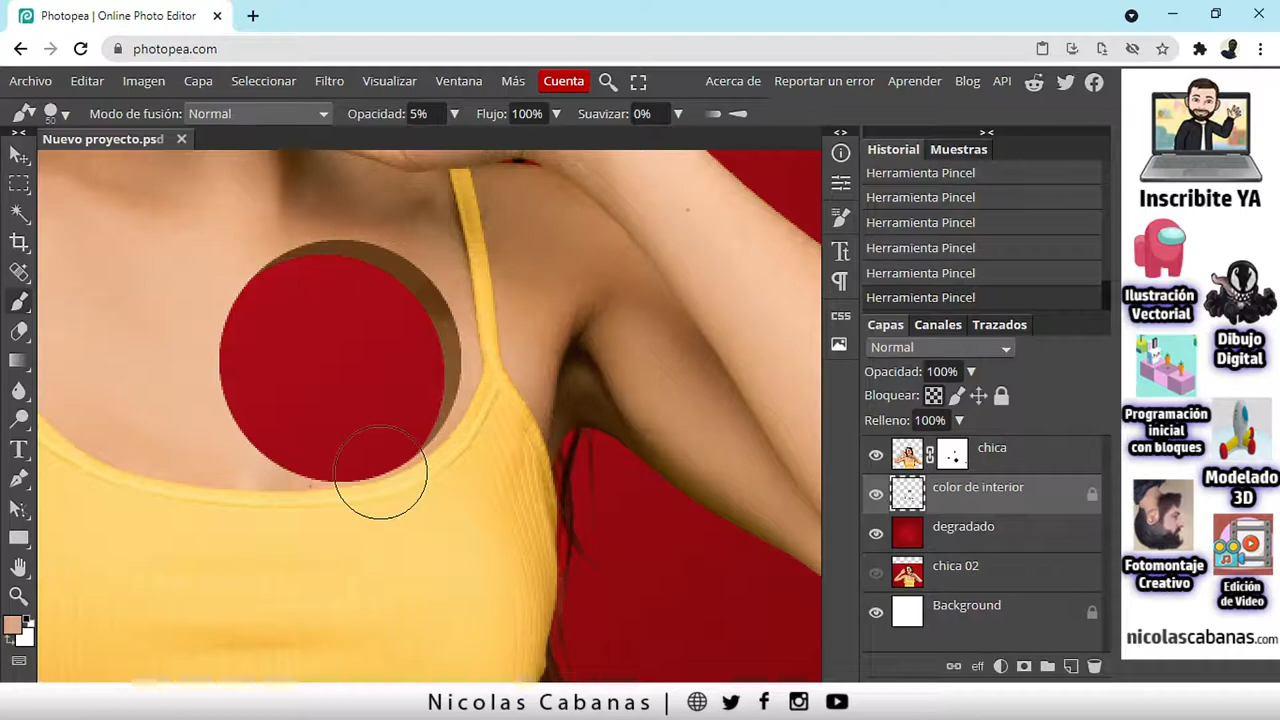 Photopea | Online Photo Editor
photopea.com
Archivo Editar Imagen Capa Seleccionar Filtro Visualizar Ventana Más Cuenta Acerca de Reportar un error Aprender Blog API
50 Modo de fusión: Normal Opacidad: 5% Flujo: 100% Suavizar: 0%
Nuevo proyecto.psd
Historial Muestras
Herramienta Pincel
Herramienta Pincel
Herramienta Pincel
Herramienta Pincel
Herramienta Pincel
Herramienta Pincel
CSS
Capas Canales Trazados
Normal
Opacidad: 100%
Bloquear:
Relleno: 100%
chica
color de interior
degradado
chica 02
Background
eff
Inscribite YA
Ilustración
Vectorial
Dibujo
Digital
Programación
inicial
con bloques
Modelado
3D
Fotomontaje
Creativo
Edición
de Video
nicolascabanas.com
Nicolas Cabanas |